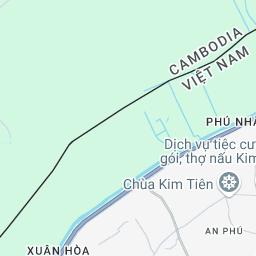 CAMBODIA
VIỆT NAM
PHÚ NHA
Dịch vụ tiệc cư
gói, thợ nấu Kim
Chùa Kim Tiên
AN PHÚ
XUÂN HÒA